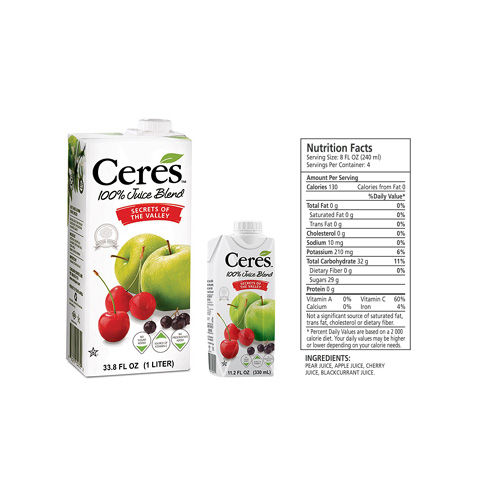 Ceres
100% Juice Blend
SECRETS OF
THE VALLEY
33.8 FL OZ (1 LITER)
Ceres
100% Juice Blend
SECRETS OF
THE VALLEY
11.2 FL OZ (330 mL)
Nutrition Facts
Serving Size: 8 FL OZ (240 ml)
Servings Per Container: 4
Amount Per Serving
Calories 130 Calories from Fat 0
%Daily Value*
Total Fat 0 g 0%
Saturated Fat 0 g 0%
Trans Fat 0 g 0%
Cholesterol 0 g 0%
Sodium 10 mg 0%
Potassium 210 mg 6%
Total Carbohydrate 32 g 11%
Dietary Fiber 0 g 0%
Sugars 29 g
Protein 0 g
Vitamin A 0% Vitamin C 60%
Calcium 0% Iron 4%
Not a significant source of saturated fat,
trans fat, cholesterol or dietary fiber.
* Percent Daily Values are based on a 2 000
calorie diet. Your daily values may be higher
or lower depending on your calorie needs.
INGREDIENTS:
PEAR JUICE, APPLE JUICE, CHERRY
JUICE, BLACKCURRANT JUICE.